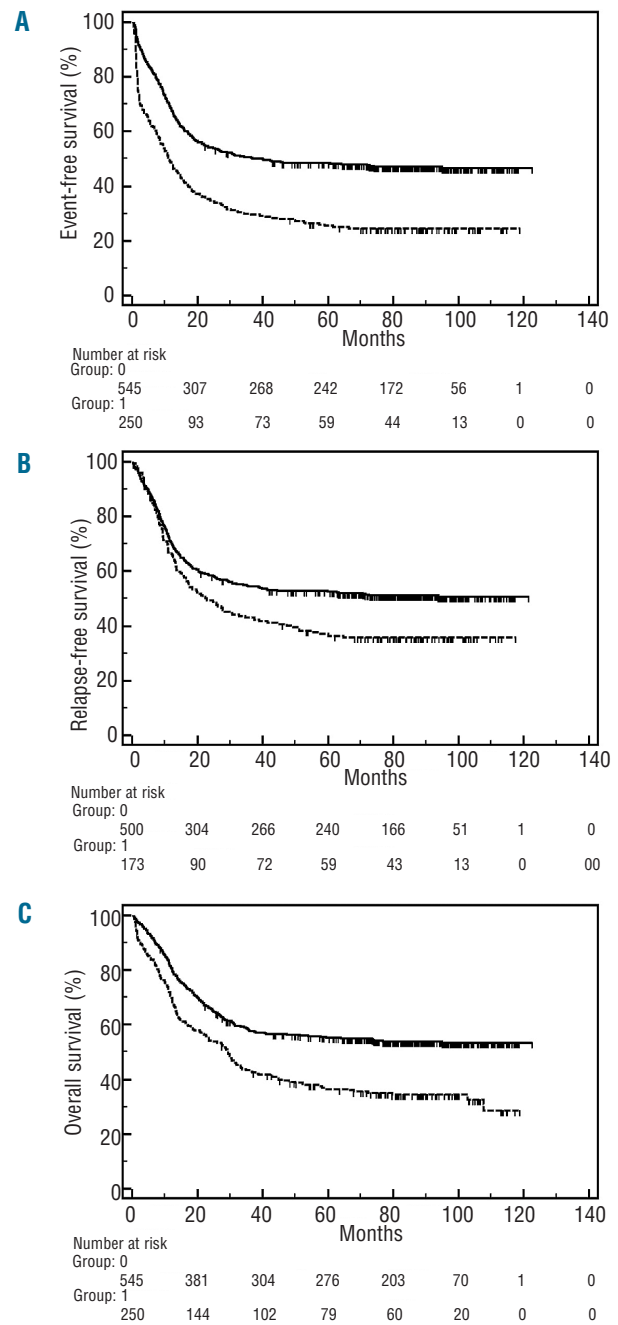 A
Event-free survival (%)
100
80
60
40
20
0
0 20 40 60 80 100 120 140
Months
Number at risk
Group: 0
545 307 268 242 172 56 1 0
Group: 1
250 93 73 59 44 13 0 0
B
Relapse-free survival (%)
100
80
60
40
20
0
0 20 40 60 80 100 120 140
Months
Number at risk
Group: 0
500 304 266 240 166 51 1 0
Group: 1
173 90 72 59 43 13 0 00
C
Overall survival (%)
100
80
60
40
20
0
0 20 40 60 80 100 120 140
Months
Number at risk
Group: 0
545 381 304 276 203 70 1 0
Group: 1
250 144 102 79 60 20 0 0